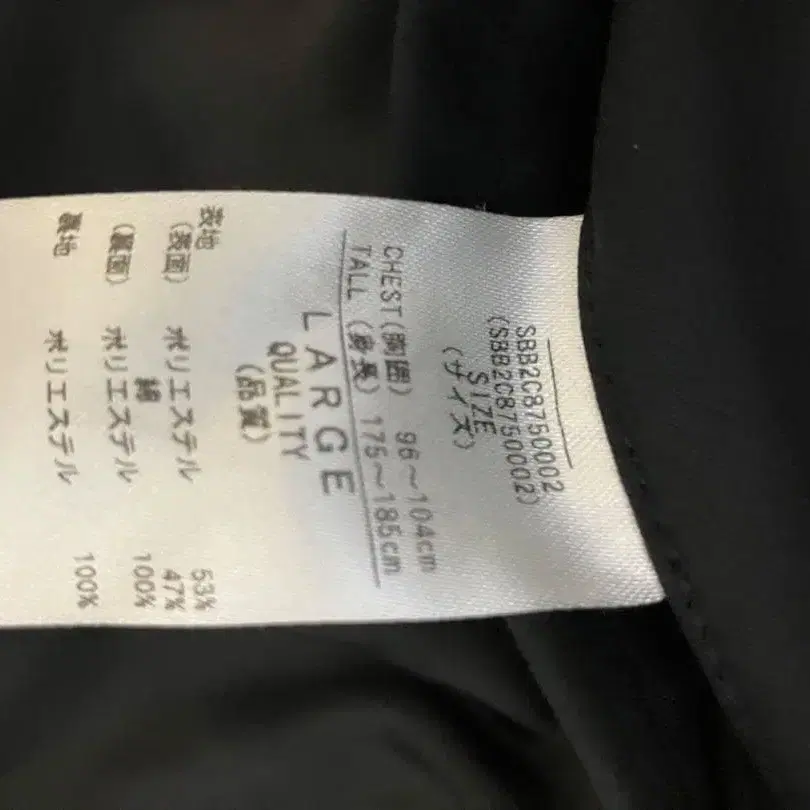 SBB2C8750002
(SBB2C8750002)
SIZE
(サイズ)
CHEST(胸囲) 96〜104cm
TALL (身長) 175〜185cm
LARGE
QUALITY
(品質)
表地
(表面) ポリエステル 53%
綿 47%
(裏面) ポリエステル 100%
裏地 ポリエステル 100%